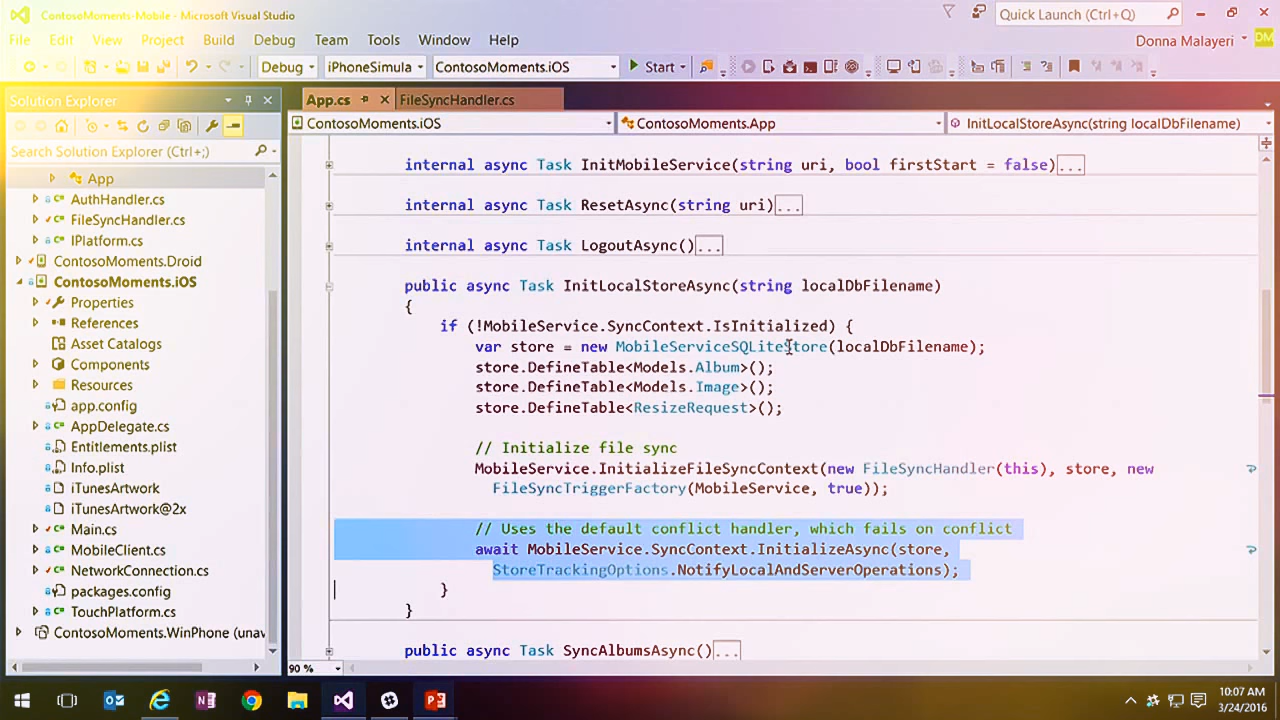 ContosoMoments-Mobile - Microsoft Visual Studio
Quick Launch (Ctrl+Q)
File Edit View Project Build Debug Team Tools Window Help
Donna Malayeri DM
Debug iPhoneSimula ContosoMoments.iOS Start
Solution Explorer
App.cs FileSyncHandler.cs
ContosoMoments.iOS ContosoMoments.App InitLocalStoreAsync(string localDbFilename)
Search Solution Explorer (Ctrl+;)
App
AuthHandler.cs
FileSyncHandler.cs
IPlatform.cs
ContosoMoments.Droid
ContosoMoments.iOS
Properties
References
Asset Catalogs
Components
Resources
app.config
AppDelegate.cs
Entitlements.plist
Info.plist
iTunesArtwork
iTunesArtwork@2x
Main.cs
MobileClient.cs
NetworkConnection.cs
packages.config
TouchPlatform.cs
ContosoMoments.WinPhone (unav
internal async Task InitMobileService(string uri, bool firstStart = false)...
internal async Task ResetAsync(string uri)...
internal async Task LogoutAsync()...
public async Task InitLocalStoreAsync(string localDbFilename)
{
if (!MobileService.SyncContext.IsInitialized) {
var store = new MobileServiceSQLiteStore(localDbFilename);
store.DefineTable<Models.Album>();
store.DefineTable<Models.Image>();
store.DefineTable<ResizeRequest>();
// Initialize file sync
MobileService.InitializeFileSyncContext(new FileSyncHandler(this), store, new
FileSyncTriggerFactory(MobileService, true));
// Uses the default conflict handler, which fails on conflict
await MobileService.SyncContext.InitializeAsync(store,
StoreTrackingOptions.NotifyLocalAndServerOperations);
}
}
public async Task SyncAlbumsAsync()...
90 %
10:07 AM
3/24/2016